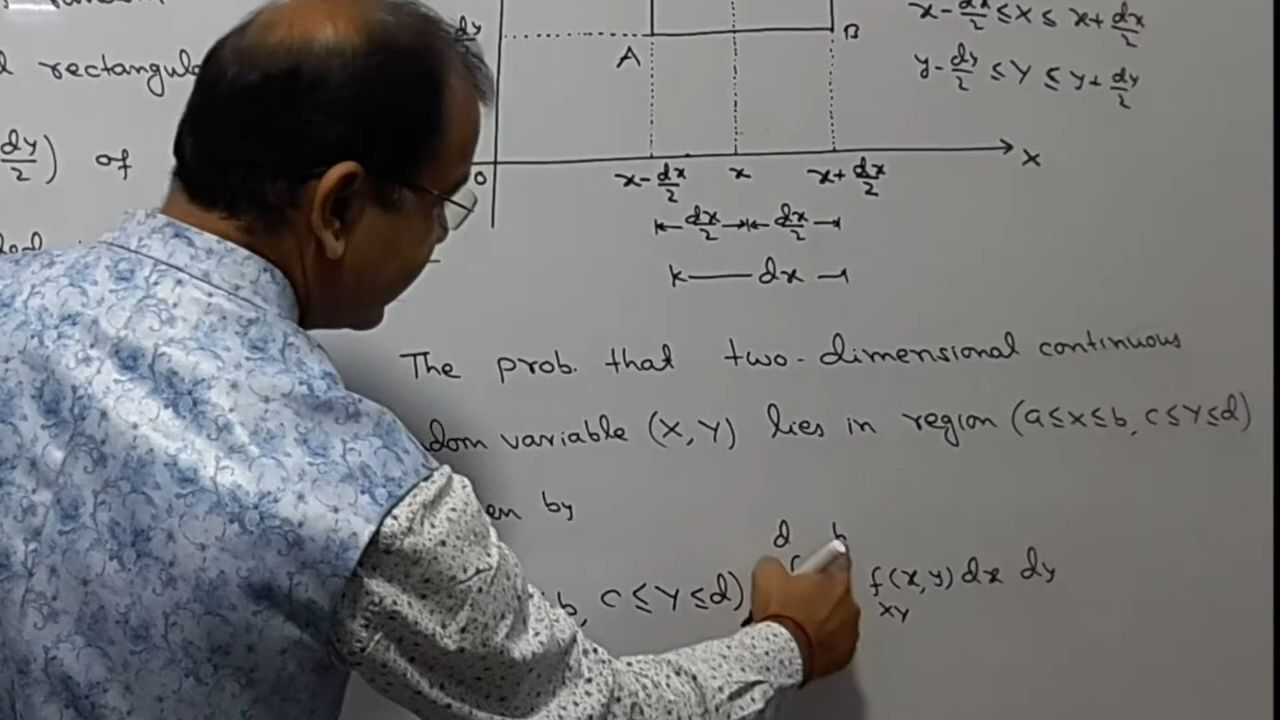 x-dx/2 ≤ X ≤ x+dx/2
y-dy/2 ≤ Y ≤ y+dy/2
rectangula
dy/2) of
A B
O x-dx/2 x x+dx/2 X
dx/2 dx/2
dx
The prob. that two-dimensional continuous
dom variable (X, Y) lies in region (a≤x≤b, c≤Y≤d)
en by
b, c≤Y≤d) d b f(x,y) dx dy
XY